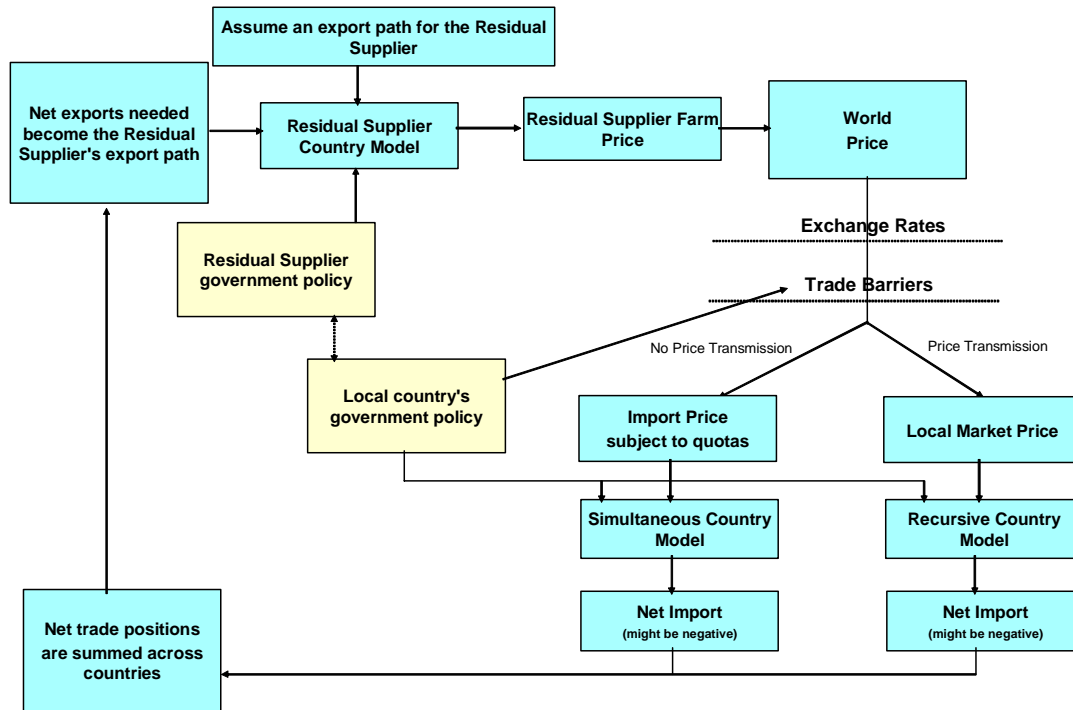 Assume an export path for the Residual
Supplier
Net exports needed
become the Residual
Supplier's export path
Residual Supplier
Country Model
Residual Supplier Farm
Price
World
Price
Exchange Rates
Residual Supplier
government policy
Trade Barriers
No Price Transmission
Price Transmission
Local country's
government policy
Import Price
subject to quotas
Local Market Price
Simultaneous Country
Model
Recursive Country
Model
Net Import
(might be negative)
Net Import
(might be negative)
Net trade positions
are summed across
countries